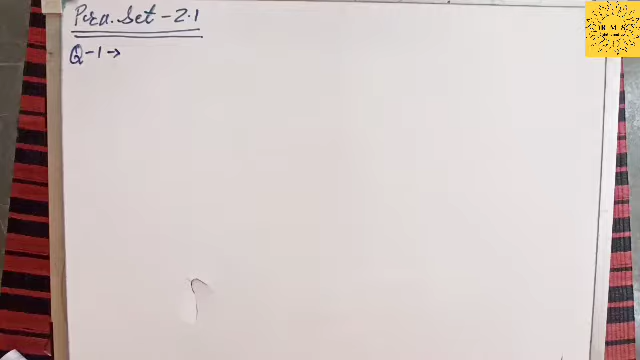 Pra. Set - 2.1
Q-1 →